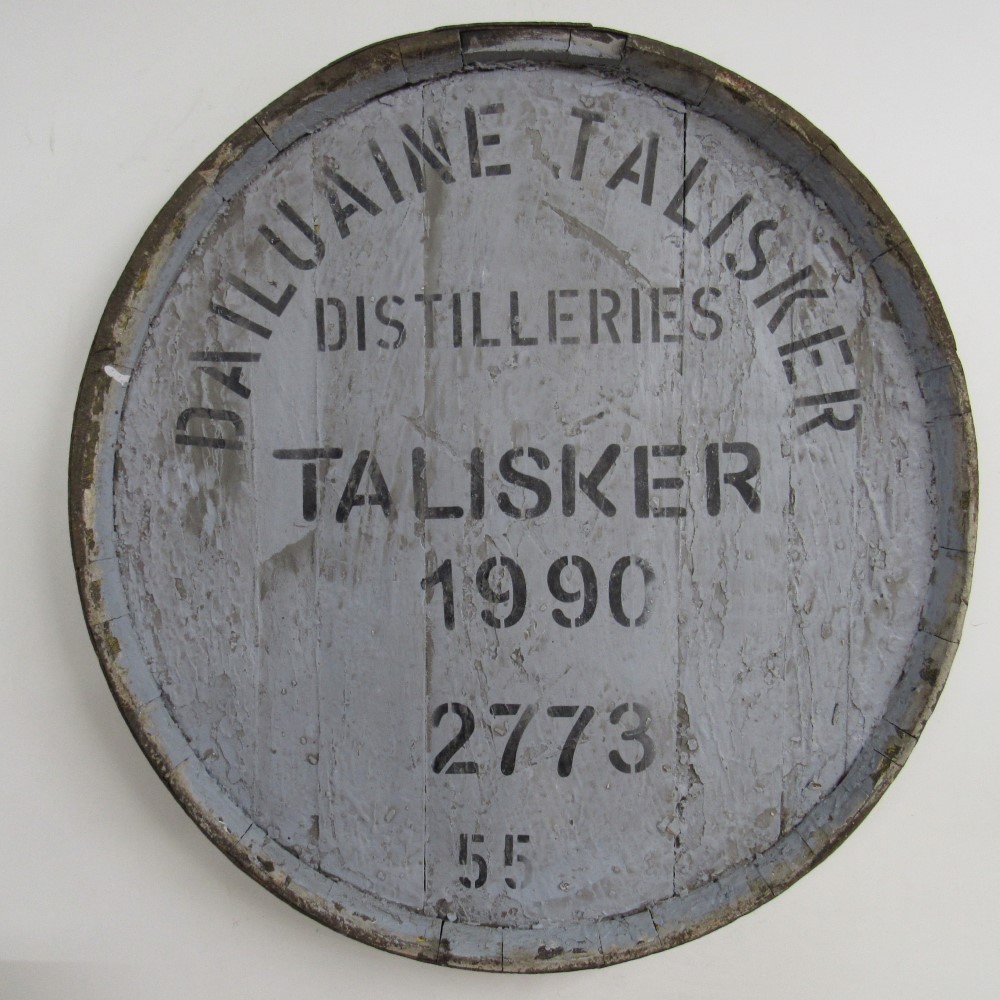 DAILUAINE TALISKER
DISTILLERIES
TALISKER
1990
2773
55